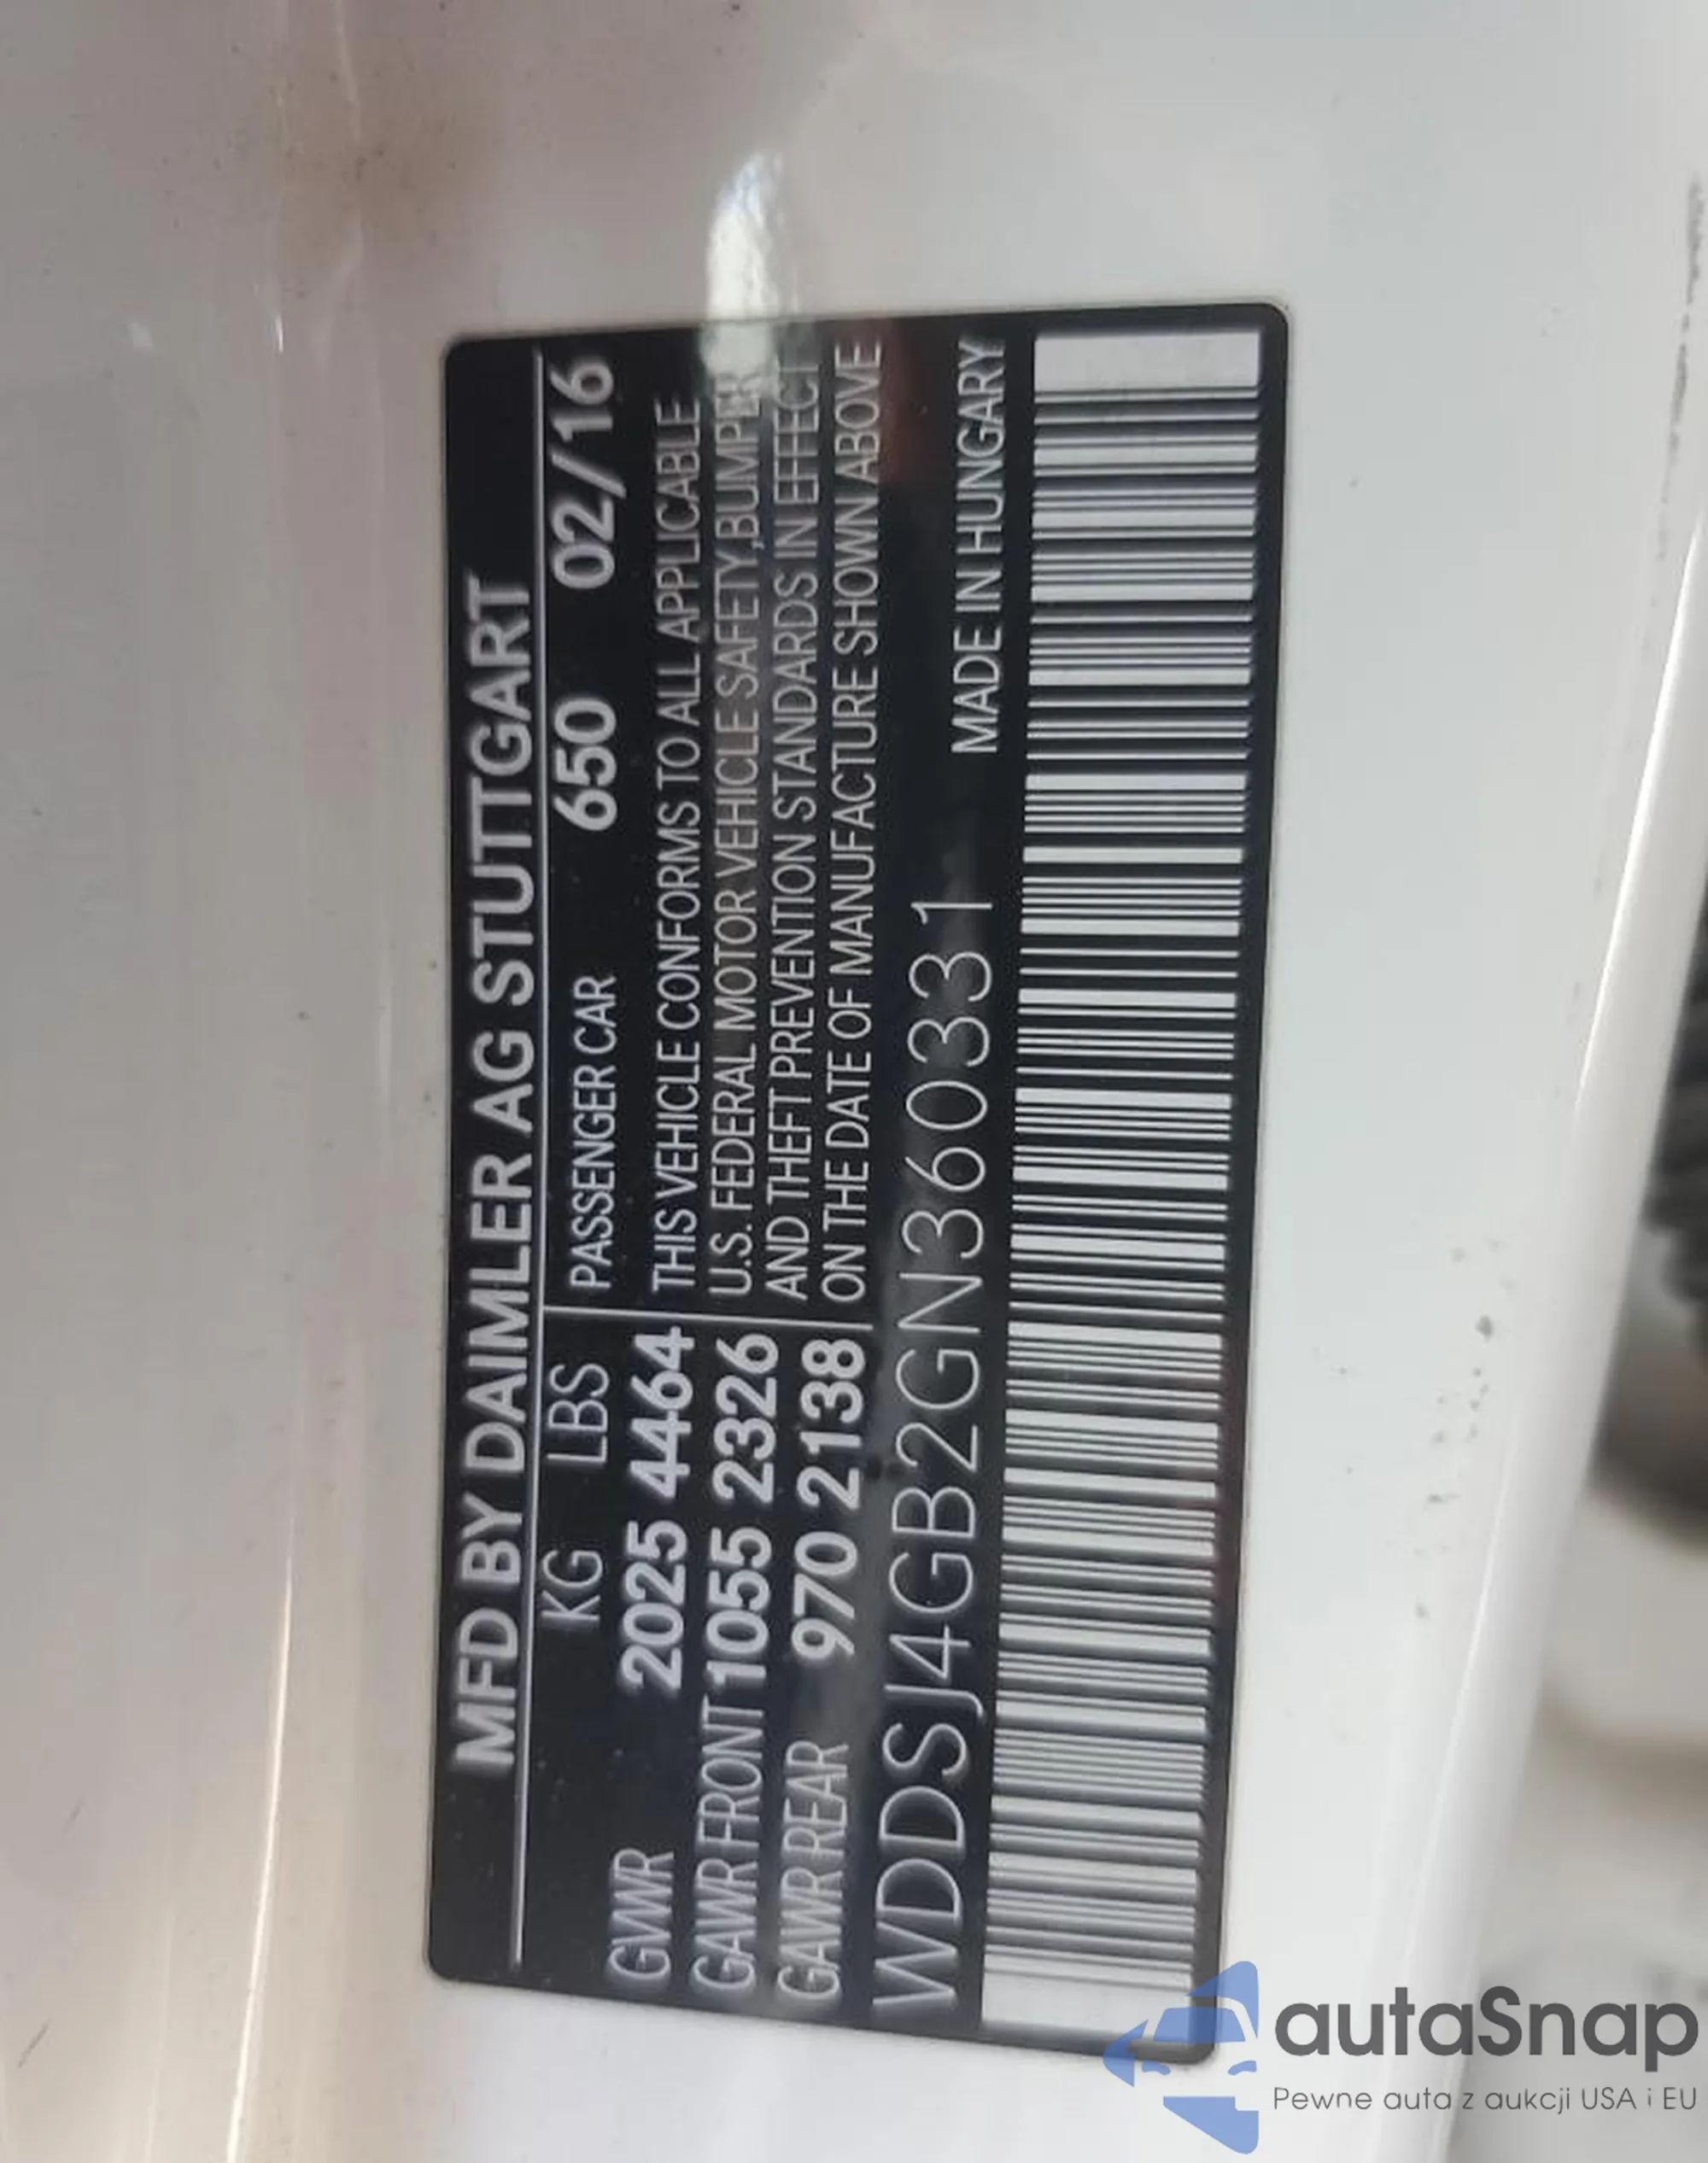 MFD BY DAIMLER AG STUTTGART
KG LBS
GVWR 2025 4464
GAWR FRONT 1055 2326
GAWR REAR 970 2138
PASSENGER CAR 650 02/16
THIS VEHICLE CONFORMS TO ALL APPLICABLE
U.S. FEDERAL MOTOR VEHICLE SAFETY,BUMPER
AND THEFT PREVENTION STANDARDS IN EFFECT
ON THE DATE OF MANUFACTURE SHOWN ABOVE
WDDSJ4GB2GN360331
MADE IN HUNGARY
autaSnap
Pewne auta z aukcji USA i EU